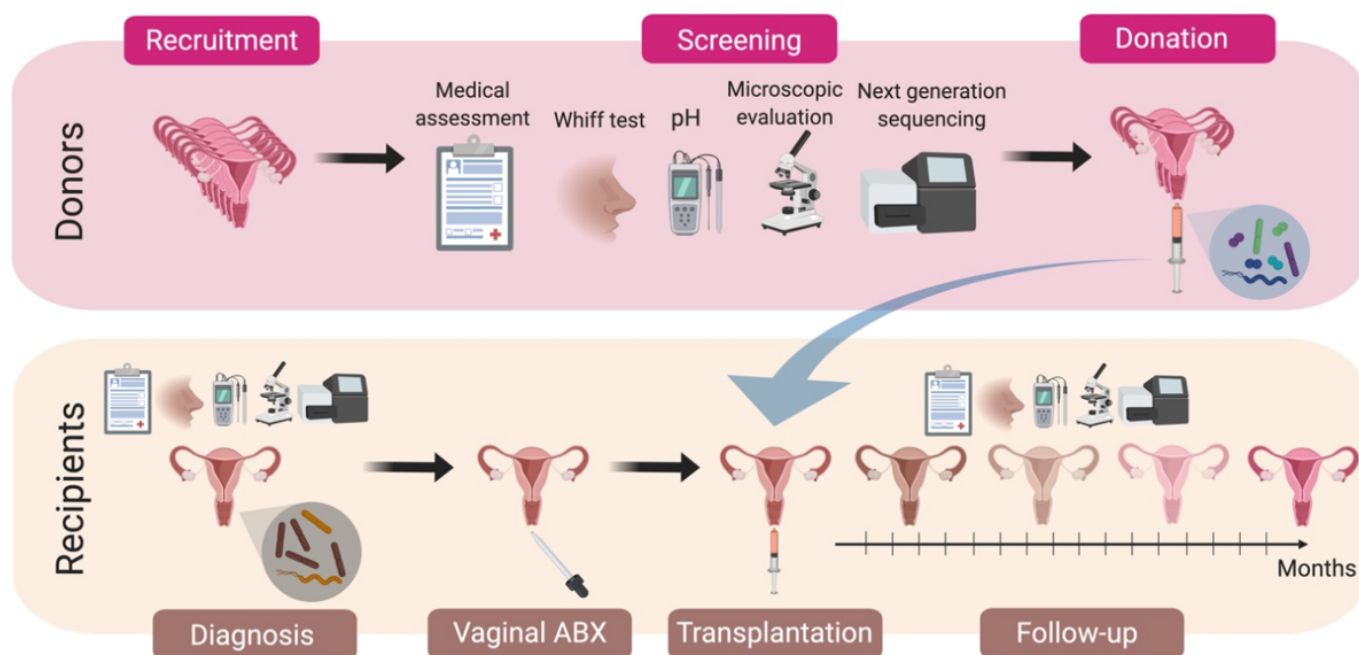 Recruitment
Screening
Donation
Donors
Medical
assessment
Whiff test
pH
Microscopic
evaluation
Next generation
sequencing
Recipients
Months
Diagnosis
Vaginal ABX
Transplantation
Follow-up